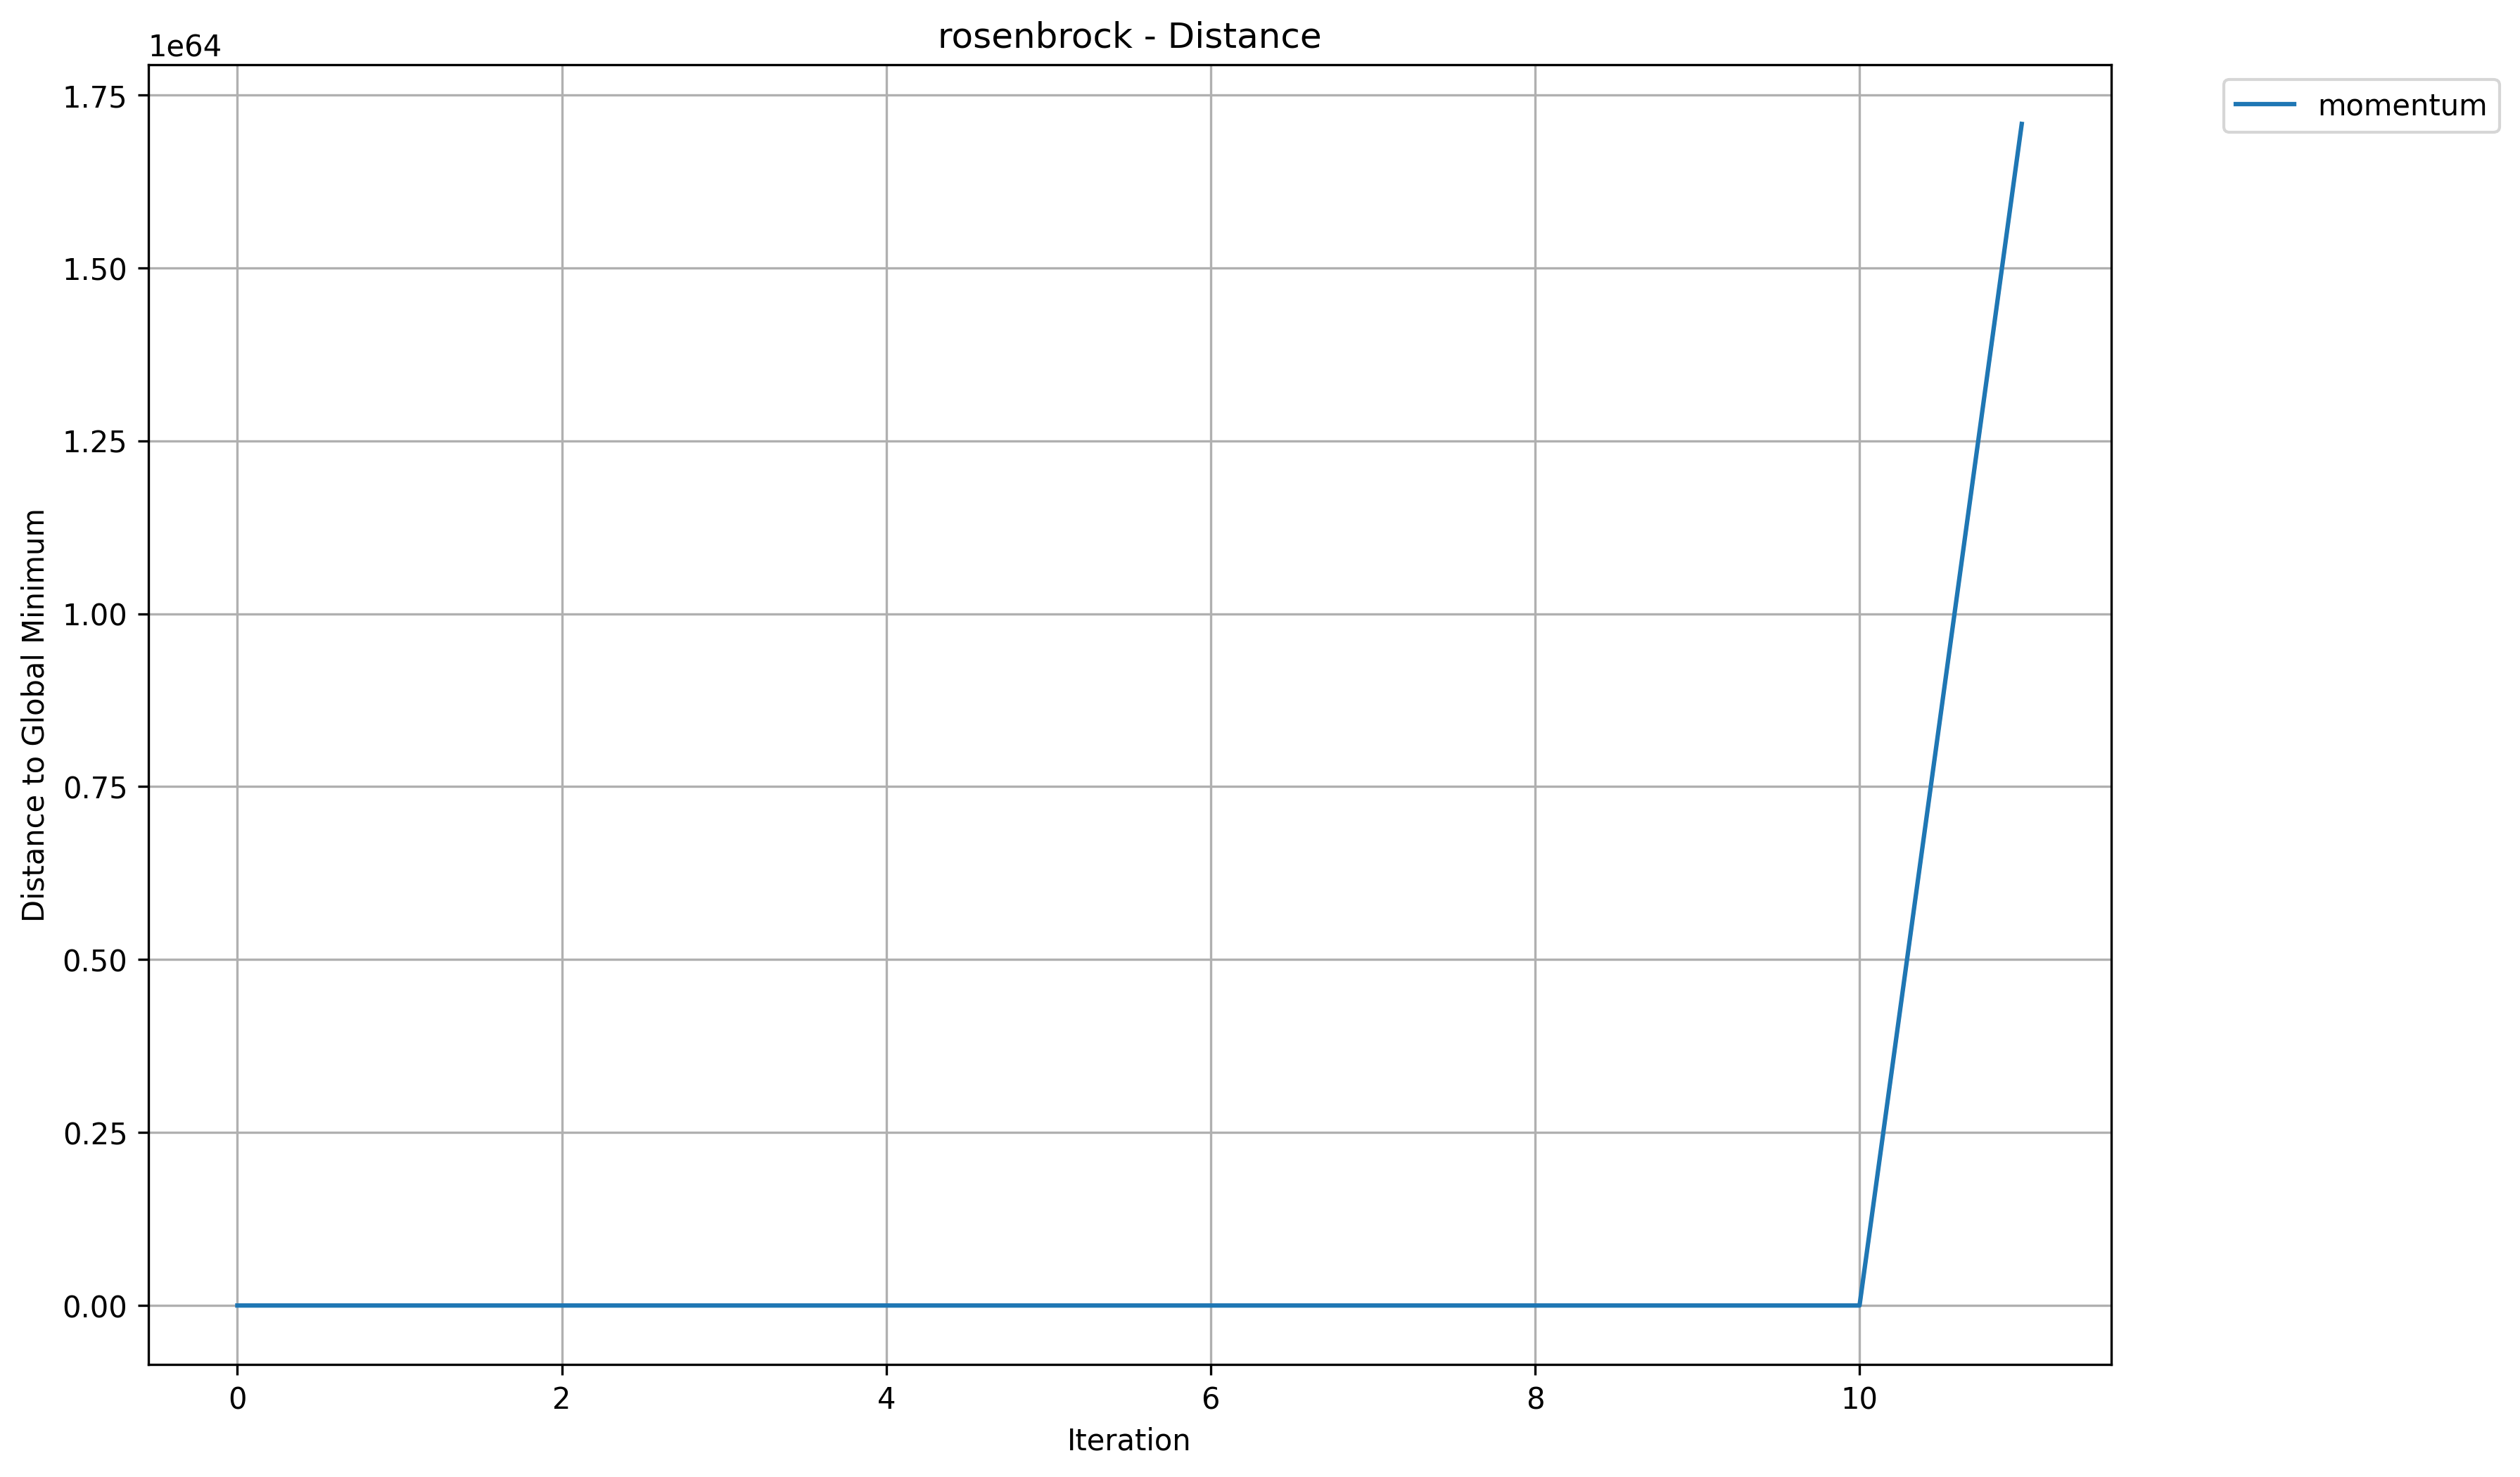 rosenbrock - Distance
1e64
momentum
1.75
1.50
1.25
1.00
0.75
0.50
0.25
0.00
Distance to Global Minimum
0 2 4 6 8 10
Iteration